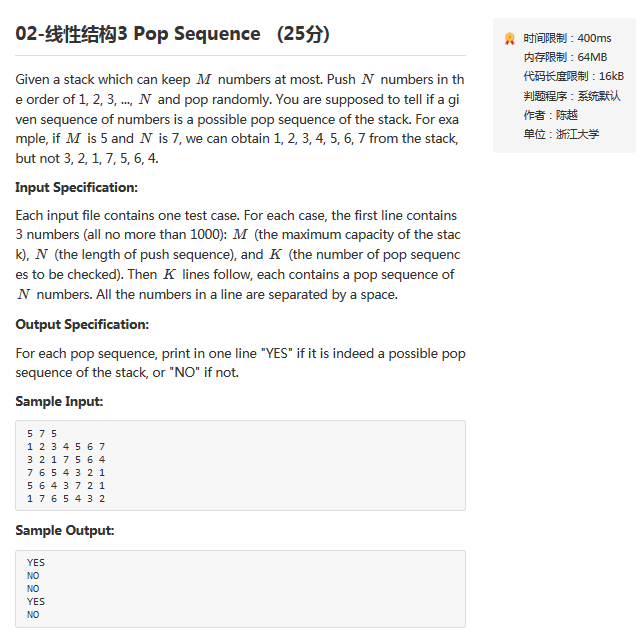 02-线性结构3 Pop Sequence (25分)
Given a stack which can keep M numbers at most. Push N numbers in th
e order of 1, 2, 3, ..., N and pop randomly. You are supposed to tell if a gi
ven sequence of numbers is a possible pop sequence of the stack. For exa
mple, if M is 5 and N is 7, we can obtain 1, 2, 3, 4, 5, 6, 7 from the stack,
but not 3, 2, 1, 7, 5, 6, 4.
Input Specification:
Each input file contains one test case. For each case, the first line contains
3 numbers (all no more than 1000): M (the maximum capacity of the stac
k), N (the length of push sequence), and K (the number of pop sequenc
es to be checked). Then K lines follow, each contains a pop sequence of
N numbers. All the numbers in a line are separated by a space.
Output Specification:
For each pop sequence, print in one line "YES" if it is indeed a possible pop
sequence of the stack, or "NO" if not.
Sample Input:
5 7 5
1 2 3 4 5 6 7
3 2 1 7 5 6 4
7 6 5 4 3 2 1
5 6 4 3 7 2 1
1 7 6 5 4 3 2
Sample Output:
YES
NO
NO
YES
NO
时间限制：400ms
内存限制：64MB
代码长度限制：16kB
判题程序：系统默认
作者：陈越
单位：浙江大学